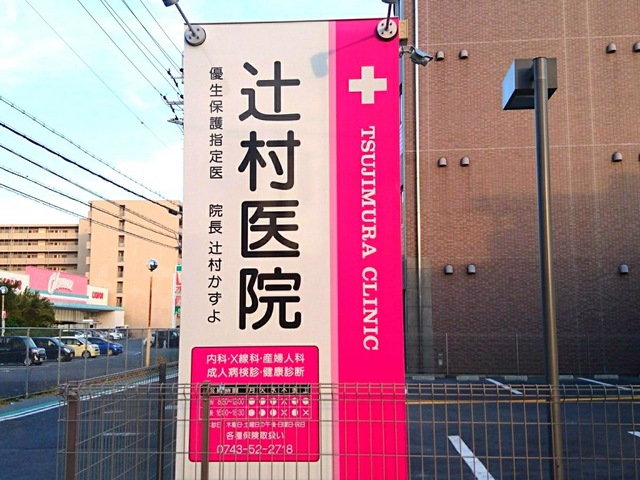 辻村医院
優生保護指定医 院長 辻村かずよ
TSUJIMURA CLINIC
内科・X線科・産婦人科
成人病検診・健康診断
各種保険取扱い
0743-52-2718